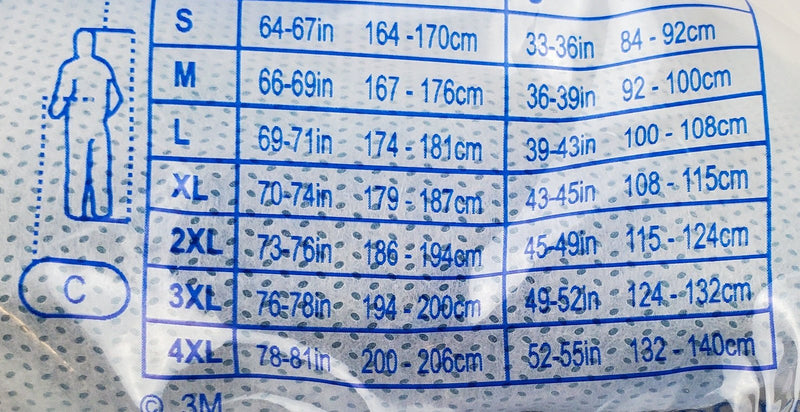 S 64-67in 164 -170cm 33-36in 84 - 92cm
M 66-69in 167 - 176cm 36-39in 92 - 100cm
L 69-71in 174 - 181cm 39-43in 100 - 108cm
XL 70-74in 179 - 187cm 43-45in 108 - 115cm
2XL 73-76in 186 - 194cm 45-49in 115 - 124cm
3XL 76-78in 194 - 200cm 49-52in 124 - 132cm
4XL 78-81in 200 - 206cm 52-55in 132 - 140cm
C
© 3M